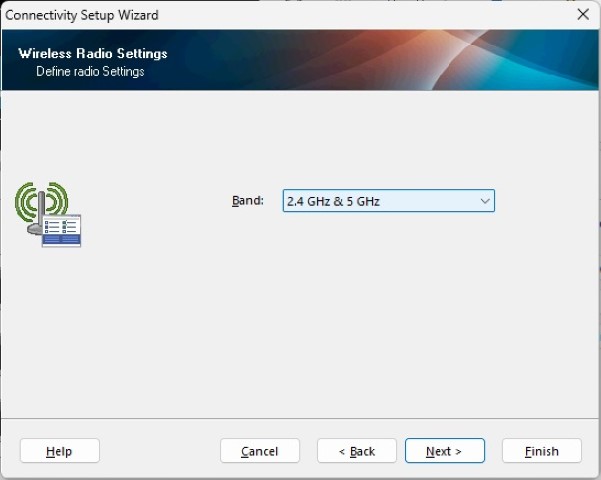 Connectivity Setup Wizard
Wireless Radio Settings
Define radio Settings
Band: 2.4 GHz & 5 GHz
Help Cancel < Back Next > Finish